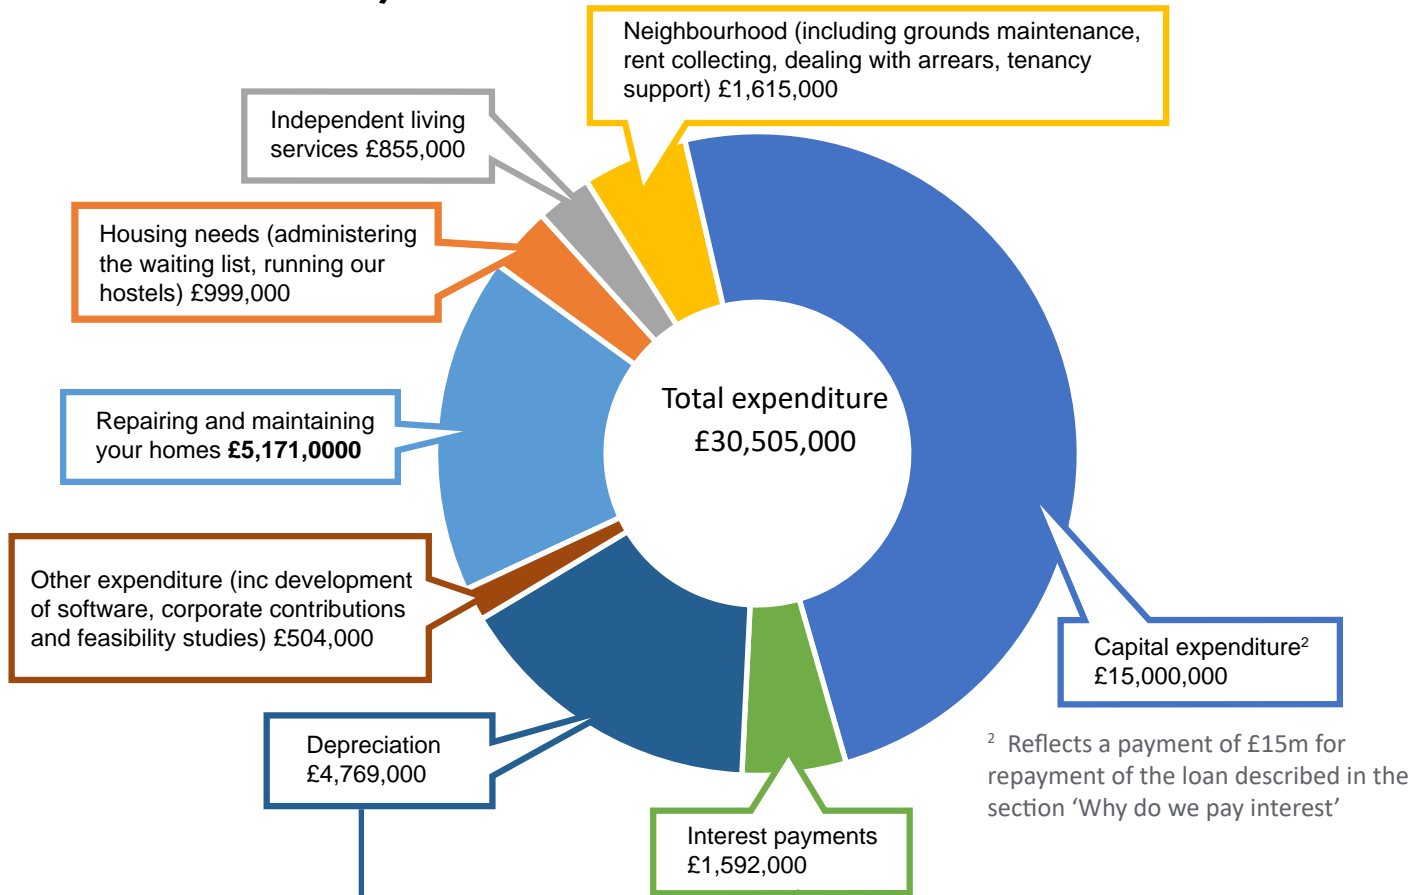 Neighbourhood (including grounds maintenance,
rent collecting, dealing with arrears, tenancy
support) £1,615,000
Independent living
services £855,000
Housing needs (administering
the waiting list, running our
hostels) £999,000
Total expenditure
£30,505,000
Repairing and maintaining
your homes £5,171,0000
Other expenditure (inc development
of software, corporate contributions
and feasibility studies) £504,000
Capital expenditure²
£15,000,000
Depreciation
£4,769,000
² Reflects a payment of £15m for
repayment of the loan described in the
section ‘Why do we pay interest’
Interest payments
£1,592,000